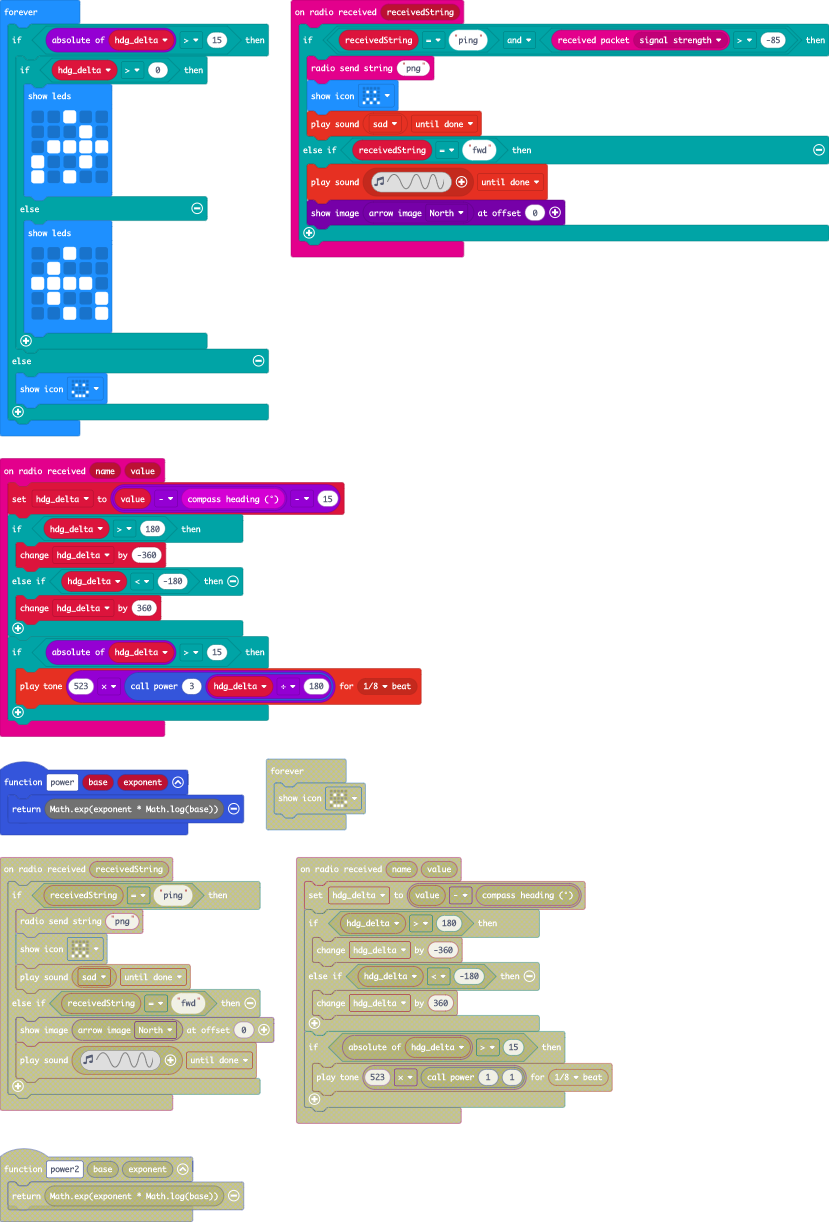 forever
if absolute of hdg_delta > 15 then
if hdg_delta > 0 then
show leds
else
show leds
else
show icon
on radio received receivedString
if receivedString = "ping" and received packet signal strength > -85 then
radio send string "png"
show icon
play sound sad until done
else if receivedString = "fwd" then
play sound until done
show image arrow image North at offset 0
on radio received name value
set hdg_delta to value - compass heading (°) - 15
if hdg_delta > 180 then
change hdg_delta by -360
else if hdg_delta < -180 then
change hdg_delta by 360
if absolute of hdg_delta > 15 then
play tone 523 × call power 3 hdg_delta ÷ 180 for 1/8 beat
function power base exponent
return Math.exp(exponent * Math.log(base))
forever
show icon
on radio received receivedString
if receivedString = "ping" then
radio send string "png"
show icon
play sound sad until done
else if receivedString = "fwd" then
show image arrow image North at offset 0
play sound until done
on radio received name value
set hdg_delta to value - compass heading (°)
if hdg_delta > 180 then
change hdg_delta by -360
else if hdg_delta < -180 then
change hdg_delta by 360
if absolute of hdg_delta > 15 then
play tone 523 × call power 1 1 for 1/8 beat
function power2 base exponent
return Math.exp(exponent * Math.log(base))